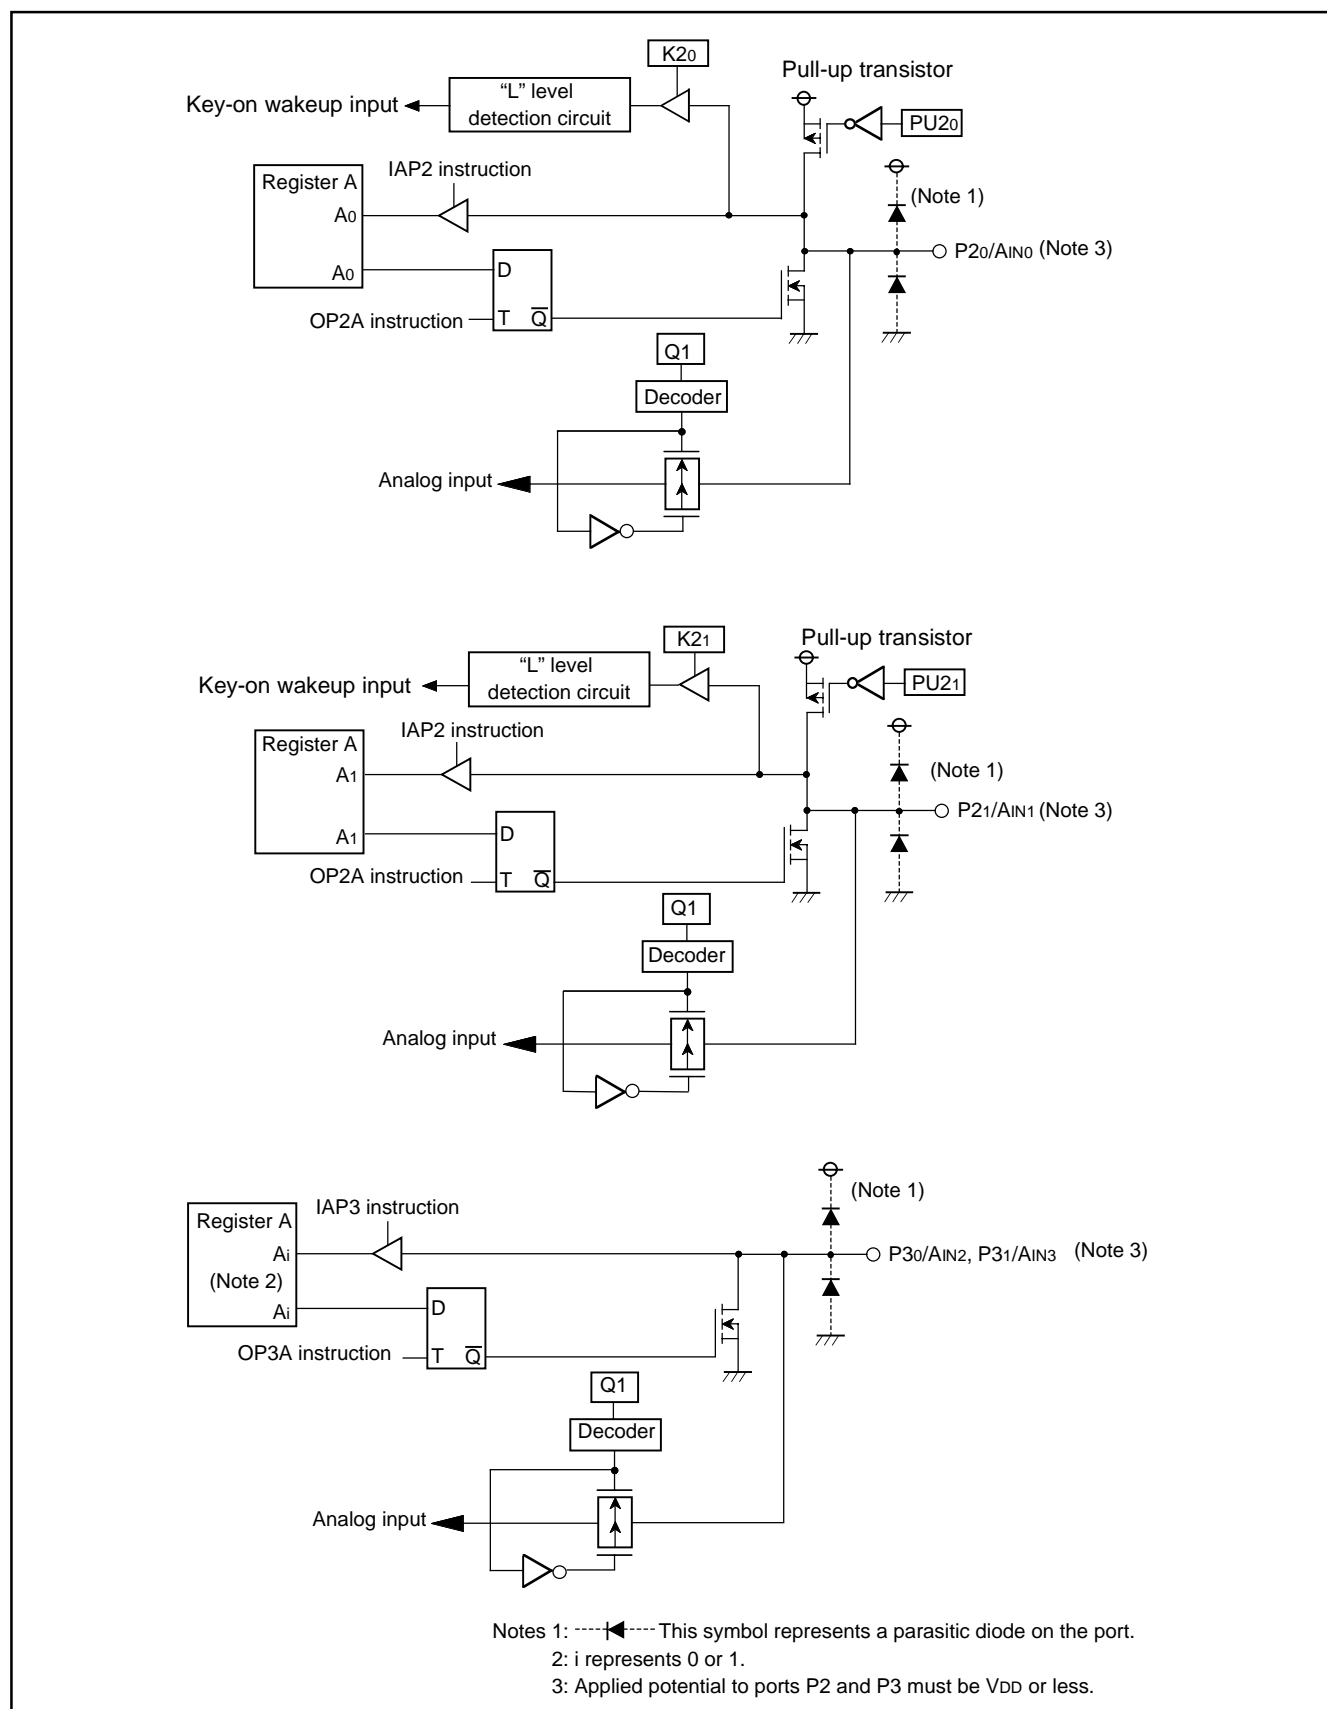 K20
Pull-up transistor
Key-on wakeup input
“L” level
detection circuit
PU20
IAP2 instruction
Register A
A0
(Note 1)
P20/AIN0 (Note 3)
A0
D
OP2A instruction
T Q
Q1
Decoder
Analog input
K21
Pull-up transistor
Key-on wakeup input
“L” level
detection circuit
PU21
IAP2 instruction
Register A
A1
(Note 1)
P21/AIN1 (Note 3)
A1
D
OP2A instruction
T Q
Q1
Decoder
Analog input
IAP3 instruction
(Note 1)
Register A
Ai
P30/AIN2, P31/AIN3 (Note 3)
(Note 2)
Ai
D
OP3A instruction
T Q
Q1
Decoder
Analog input
Notes 1: This symbol represents a parasitic diode on the port.
2: i represents 0 or 1.
3: Applied potential to ports P2 and P3 must be VDD or less.